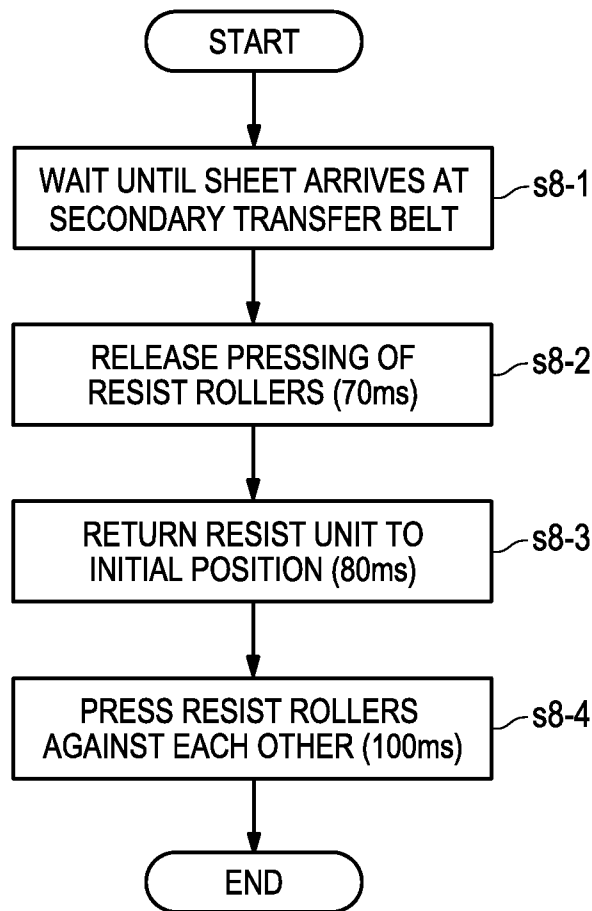 START
WAIT UNTIL SHEET ARRIVES AT
SECONDARY TRANSFER BELT
s8-1
RELEASE PRESSING OF
RESIST ROLLERS (70ms)
s8-2
RETURN RESIST UNIT TO
INITIAL POSITION (80ms)
s8-3
PRESS RESIST ROLLERS
AGAINST EACH OTHER (100ms)
s8-4
END